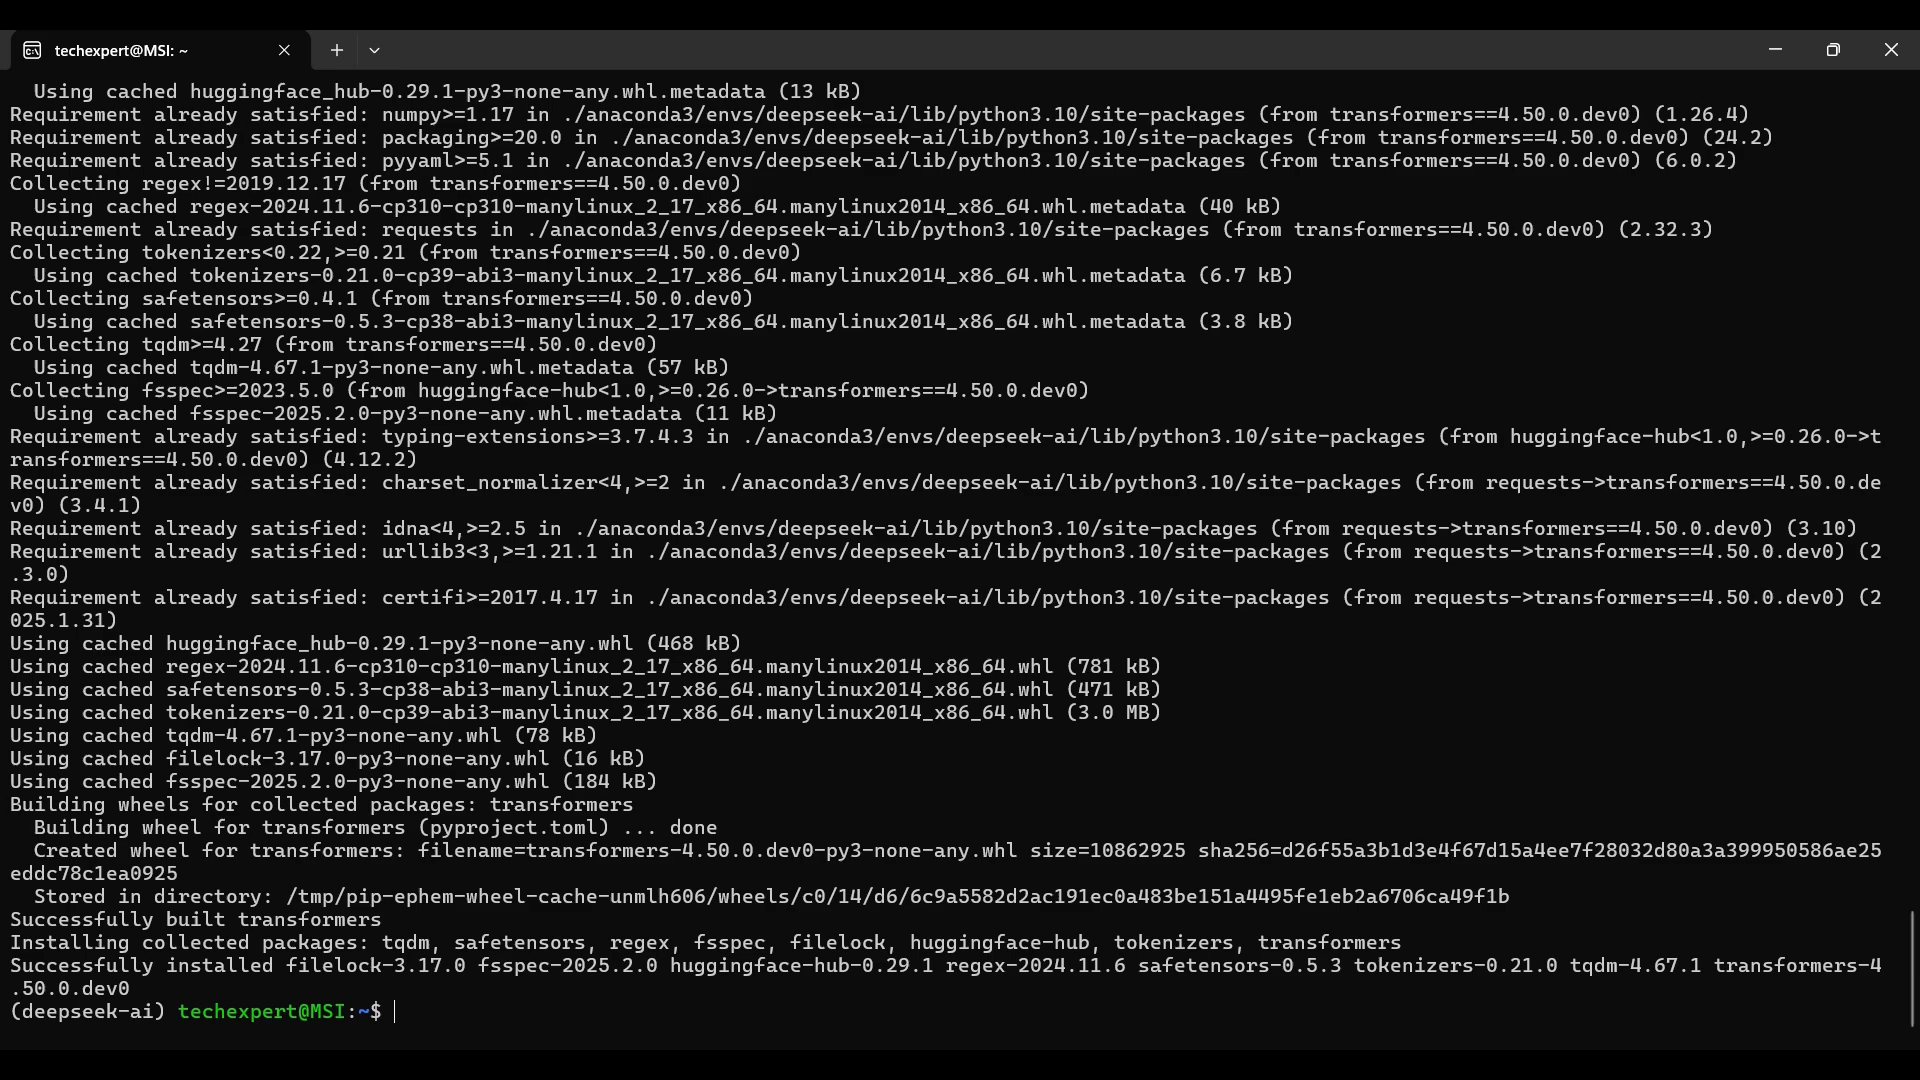 techexpert@MSI: ~
  Using cached huggingface_hub-0.29.1-py3-none-any.whl.metadata (13 kB)
Requirement already satisfied: numpy>=1.17 in ./anaconda3/envs/deepseek-ai/lib/python3.10/site-packages (from transformers==4.50.0.dev0) (1.26.4)
Requirement already satisfied: packaging>=20.0 in ./anaconda3/envs/deepseek-ai/lib/python3.10/site-packages (from transformers==4.50.0.dev0) (24.2)
Requirement already satisfied: pyyaml>=5.1 in ./anaconda3/envs/deepseek-ai/lib/python3.10/site-packages (from transformers==4.50.0.dev0) (6.0.2)
Collecting regex!=2019.12.17 (from transformers==4.50.0.dev0)
  Using cached regex-2024.11.6-cp310-cp310-manylinux_2_17_x86_64.manylinux2014_x86_64.whl.metadata (40 kB)
Requirement already satisfied: requests in ./anaconda3/envs/deepseek-ai/lib/python3.10/site-packages (from transformers==4.50.0.dev0) (2.32.3)
Collecting tokenizers<0.22,>=0.21 (from transformers==4.50.0.dev0)
  Using cached tokenizers-0.21.0-cp39-abi3-manylinux_2_17_x86_64.manylinux2014_x86_64.whl.metadata (6.7 kB)
Collecting safetensors>=0.4.1 (from transformers==4.50.0.dev0)
  Using cached safetensors-0.5.3-cp38-abi3-manylinux_2_17_x86_64.manylinux2014_x86_64.whl.metadata (3.8 kB)
Collecting tqdm>=4.27 (from transformers==4.50.0.dev0)
  Using cached tqdm-4.67.1-py3-none-any.whl.metadata (57 kB)
Collecting fsspec>=2023.5.0 (from huggingface-hub<1.0,>=0.26.0->transformers==4.50.0.dev0)
  Using cached fsspec-2025.2.0-py3-none-any.whl.metadata (11 kB)
Requirement already satisfied: typing-extensions>=3.7.4.3 in ./anaconda3/envs/deepseek-ai/lib/python3.10/site-packages (from huggingface-hub<1.0,>=0.26.0->t
ransformers==4.50.0.dev0) (4.12.2)
Requirement already satisfied: charset_normalizer<4,>=2 in ./anaconda3/envs/deepseek-ai/lib/python3.10/site-packages (from requests->transformers==4.50.0.de
v0) (3.4.1)
Requirement already satisfied: idna<4,>=2.5 in ./anaconda3/envs/deepseek-ai/lib/python3.10/site-packages (from requests->transformers==4.50.0.dev0) (3.10)
Requirement already satisfied: urllib3<3,>=1.21.1 in ./anaconda3/envs/deepseek-ai/lib/python3.10/site-packages (from requests->transformers==4.50.0.dev0) (2
.3.0)
Requirement already satisfied: certifi>=2017.4.17 in ./anaconda3/envs/deepseek-ai/lib/python3.10/site-packages (from requests->transformers==4.50.0.dev0) (2
025.1.31)
Using cached huggingface_hub-0.29.1-py3-none-any.whl (468 kB)
Using cached regex-2024.11.6-cp310-cp310-manylinux_2_17_x86_64.manylinux2014_x86_64.whl (781 kB)
Using cached safetensors-0.5.3-cp38-abi3-manylinux_2_17_x86_64.manylinux2014_x86_64.whl (471 kB)
Using cached tokenizers-0.21.0-cp39-abi3-manylinux_2_17_x86_64.manylinux2014_x86_64.whl (3.0 MB)
Using cached tqdm-4.67.1-py3-none-any.whl (78 kB)
Using cached filelock-3.17.0-py3-none-any.whl (16 kB)
Using cached fsspec-2025.2.0-py3-none-any.whl (184 kB)
Building wheels for collected packages: transformers
  Building wheel for transformers (pyproject.toml) ... done
  Created wheel for transformers: filename=transformers-4.50.0.dev0-py3-none-any.whl size=10862925 sha256=d26f55a3b1d3e4f67d15a4ee7f28032d80a3a399950586ae25
eddc78c1ea0925
  Stored in directory: /tmp/pip-ephem-wheel-cache-unmlh606/wheels/c0/14/d6/6c9a5582d2ac191ec0a483be151a4495fe1eb2a6706ca49f1b
Successfully built transformers
Installing collected packages: tqdm, safetensors, regex, fsspec, filelock, huggingface-hub, tokenizers, transformers
Successfully installed filelock-3.17.0 fsspec-2025.2.0 huggingface-hub-0.29.1 regex-2024.11.6 safetensors-0.5.3 tokenizers-0.21.0 tqdm-4.67.1 transformers-4
.50.0.dev0
(deepseek-ai) techexpert@MSI:~$